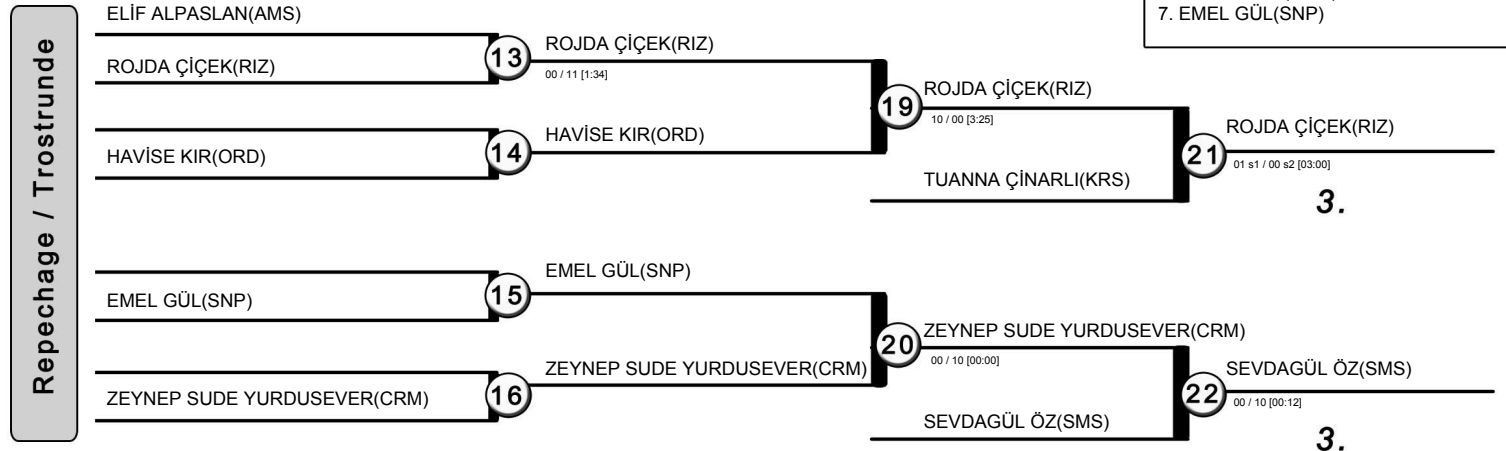 Repechage / Trostrunde
7. EMEL GÜL(SNP)
ELİF ALPASLAN(AMS)
ROJDA ÇİÇEK(RIZ)
13
ROJDA ÇİÇEK(RIZ)
00 / 11 [1:34]
HAVİSE KIR(ORD)
14
HAVİSE KIR(ORD)
19
ROJDA ÇİÇEK(RIZ)
10 / 00 [3:25]
TUANNA ÇİNARLI(KRS)
21
ROJDA ÇİÇEK(RIZ)
01 s1 / 00 s2 [03:00]
3.
EMEL GÜL(SNP)
15
EMEL GÜL(SNP)
ZEYNEP SUDE YURDUSEVER(CRM)
16
ZEYNEP SUDE YURDUSEVER(CRM)
20
ZEYNEP SUDE YURDUSEVER(CRM)
00 / 10 [00:00]
SEVDAGÜL ÖZ(SMS)
22
SEVDAGÜL ÖZ(SMS)
00 / 10 [00:12]
3.